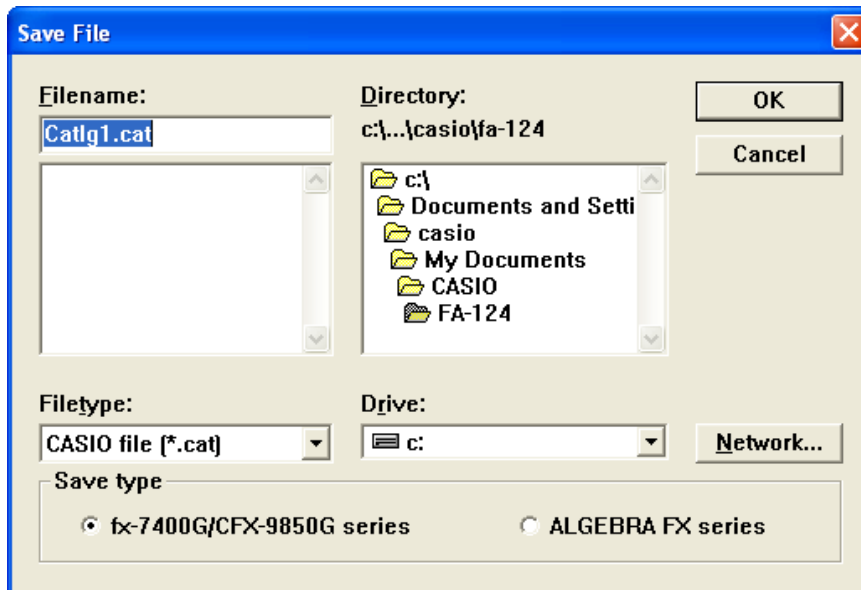 Save File
Filename:
Catlg1.cat
Directory:
c:\...\casio\fa-124
OK
Cancel
c:\
Documents and Setti
casio
My Documents
CASIO
FA-124
Filetype:
CASIO file (*.cat)
Drive:
c:
Network...
Save type
fx-7400G/CFX-9850G series
ALGEBRA FX series